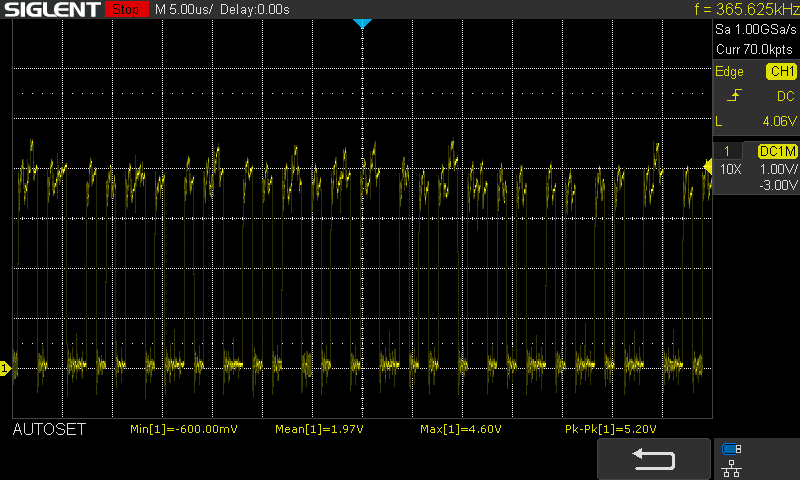 SIGLENT Stop M 5.00us/ Delay:0.00s f = 365.625kHz
Sa 1.00GSa/s
Curr 70.0kpts
Edge CH1
DC
L 4.06V
1 DC1M
10X 1.00V/
-3.00V
1
AUTOSET Min[1]=-600.00mV Mean[1]=1.97V Max[1]=4.60V Pk-Pk[1]=5.20V